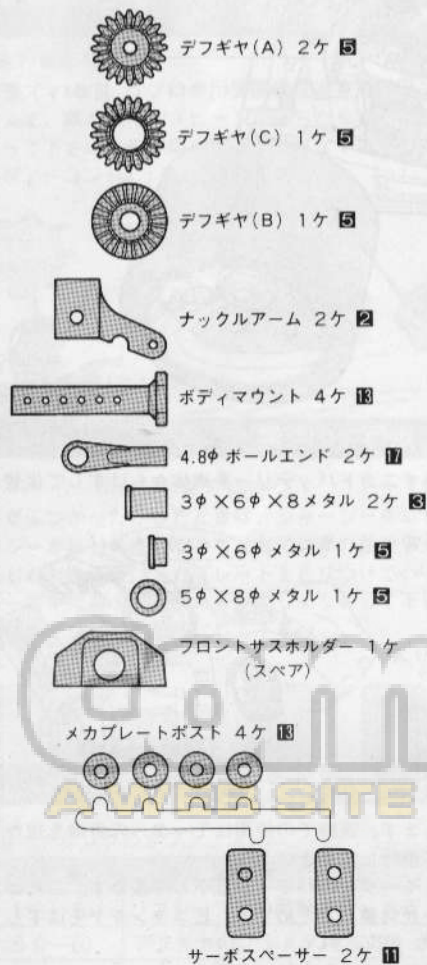 デフギヤ(A) 2ケ 5
デフギヤ(C) 1ケ 5
デフギヤ(B) 1ケ 5
ナックルアーム 2ケ 2
ボディマウント 4ケ 13
4.8φ ボールエンド 2ケ 17
3φ×6φ×8メタル 2ケ 3
3φ×6φメタル 1ケ 5
5φ×8φメタル 1ケ 5
フロントサスホルダー 1ケ
(スペア)
メカプレートポスト 4ケ 13
A WEB SITE
サーボスペーサー 2ケ 11